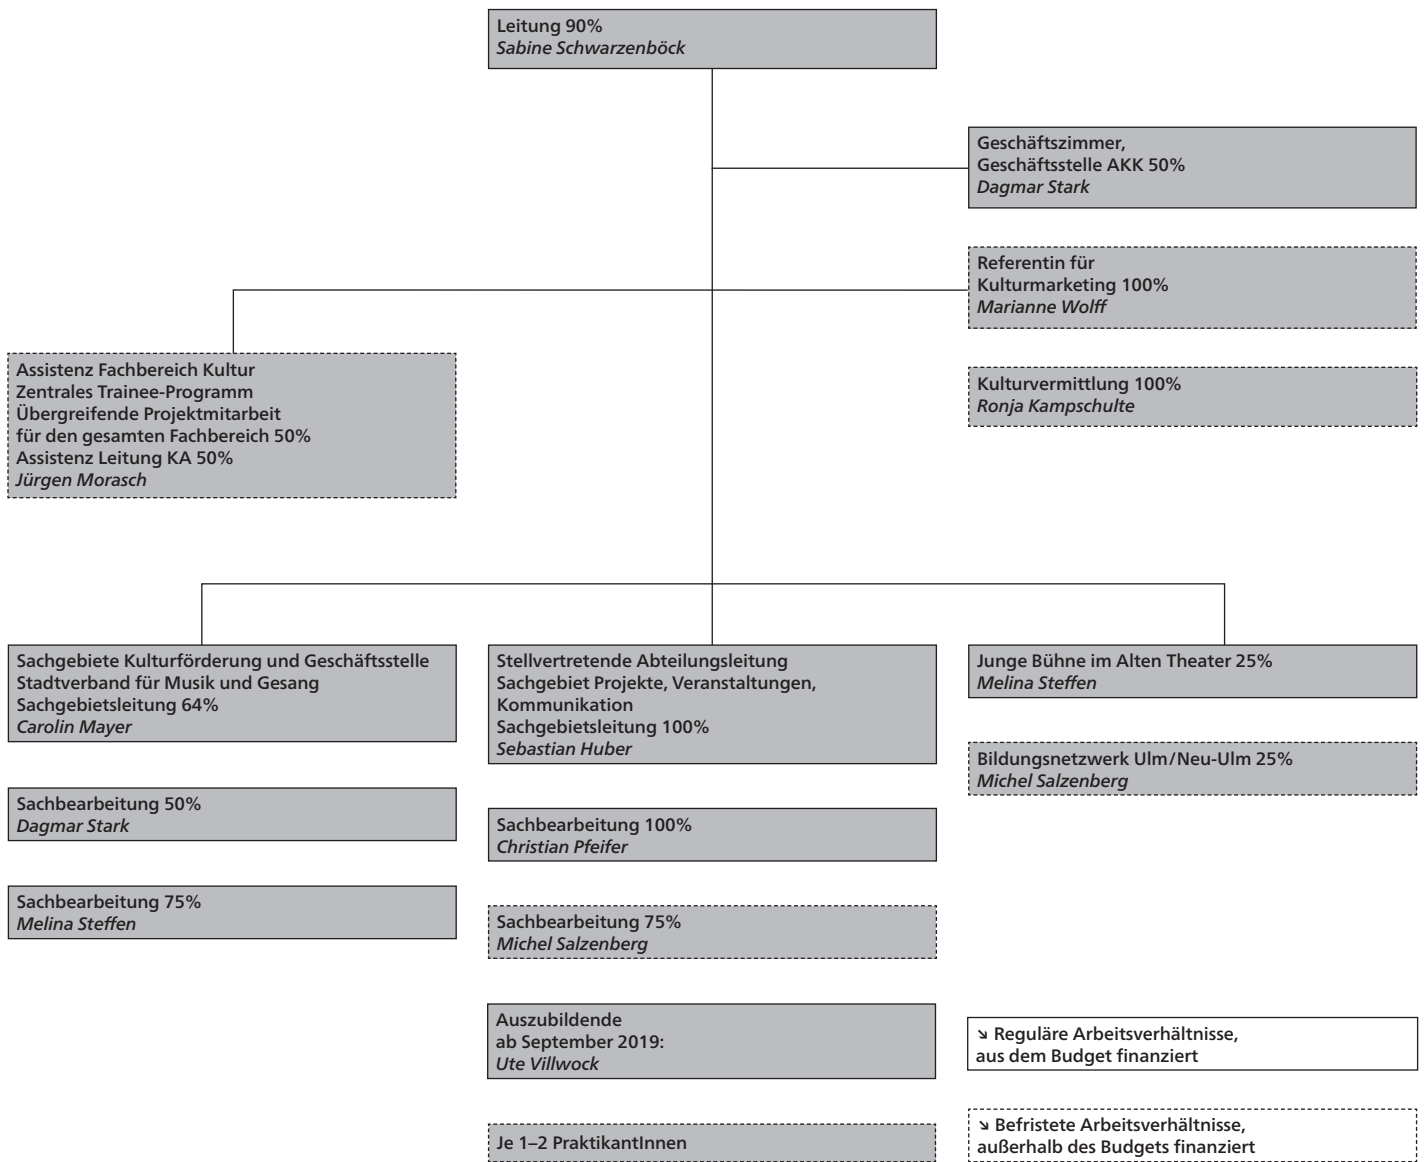 Leitung 90%
Sabine Schwarzenböck
Geschäftszimmer,
Geschäftsstelle AKK 50%
Dagmar Stark
Referentin für
Kulturmarketing 100%
Marianne Wolff
Assistenz Fachbereich Kultur
Zentrales Trainee-Programm
Übergreifende Projektmitarbeit
für den gesamten Fachbereich 50%
Assistenz Leitung KA 50%
Jürgen Morasch
Kulturvermittlung 100%
Ronja Kampschulte
Sachgebiete Kulturförderung und Geschäftsstelle
Stadtverband für Musik und Gesang
Sachgebietsleitung 64%
Carolin Mayer
Sachbearbeitung 50%
Dagmar Stark
Sachbearbeitung 75%
Melina Steffen
Stellvertretende Abteilungsleitung
Sachgebiet Projekte, Veranstaltungen,
Kommunikation
Sachgebietsleitung 100%
Sebastian Huber
Sachbearbeitung 100%
Christian Pfeifer
Sachbearbeitung 75%
Michel Salzenberg
Auszubildende
ab September 2019:
Ute Villwock
Je 1–2 PraktikantInnen
Junge Bühne im Alten Theater 25%
Melina Steffen
Bildungsnetzwerk Ulm/Neu-Ulm 25%
Michel Salzenberg
↘ Reguläre Arbeitsverhältnisse,
aus dem Budget finanziert
↘ Befristete Arbeitsverhältnisse,
außerhalb des Budgets finanziert